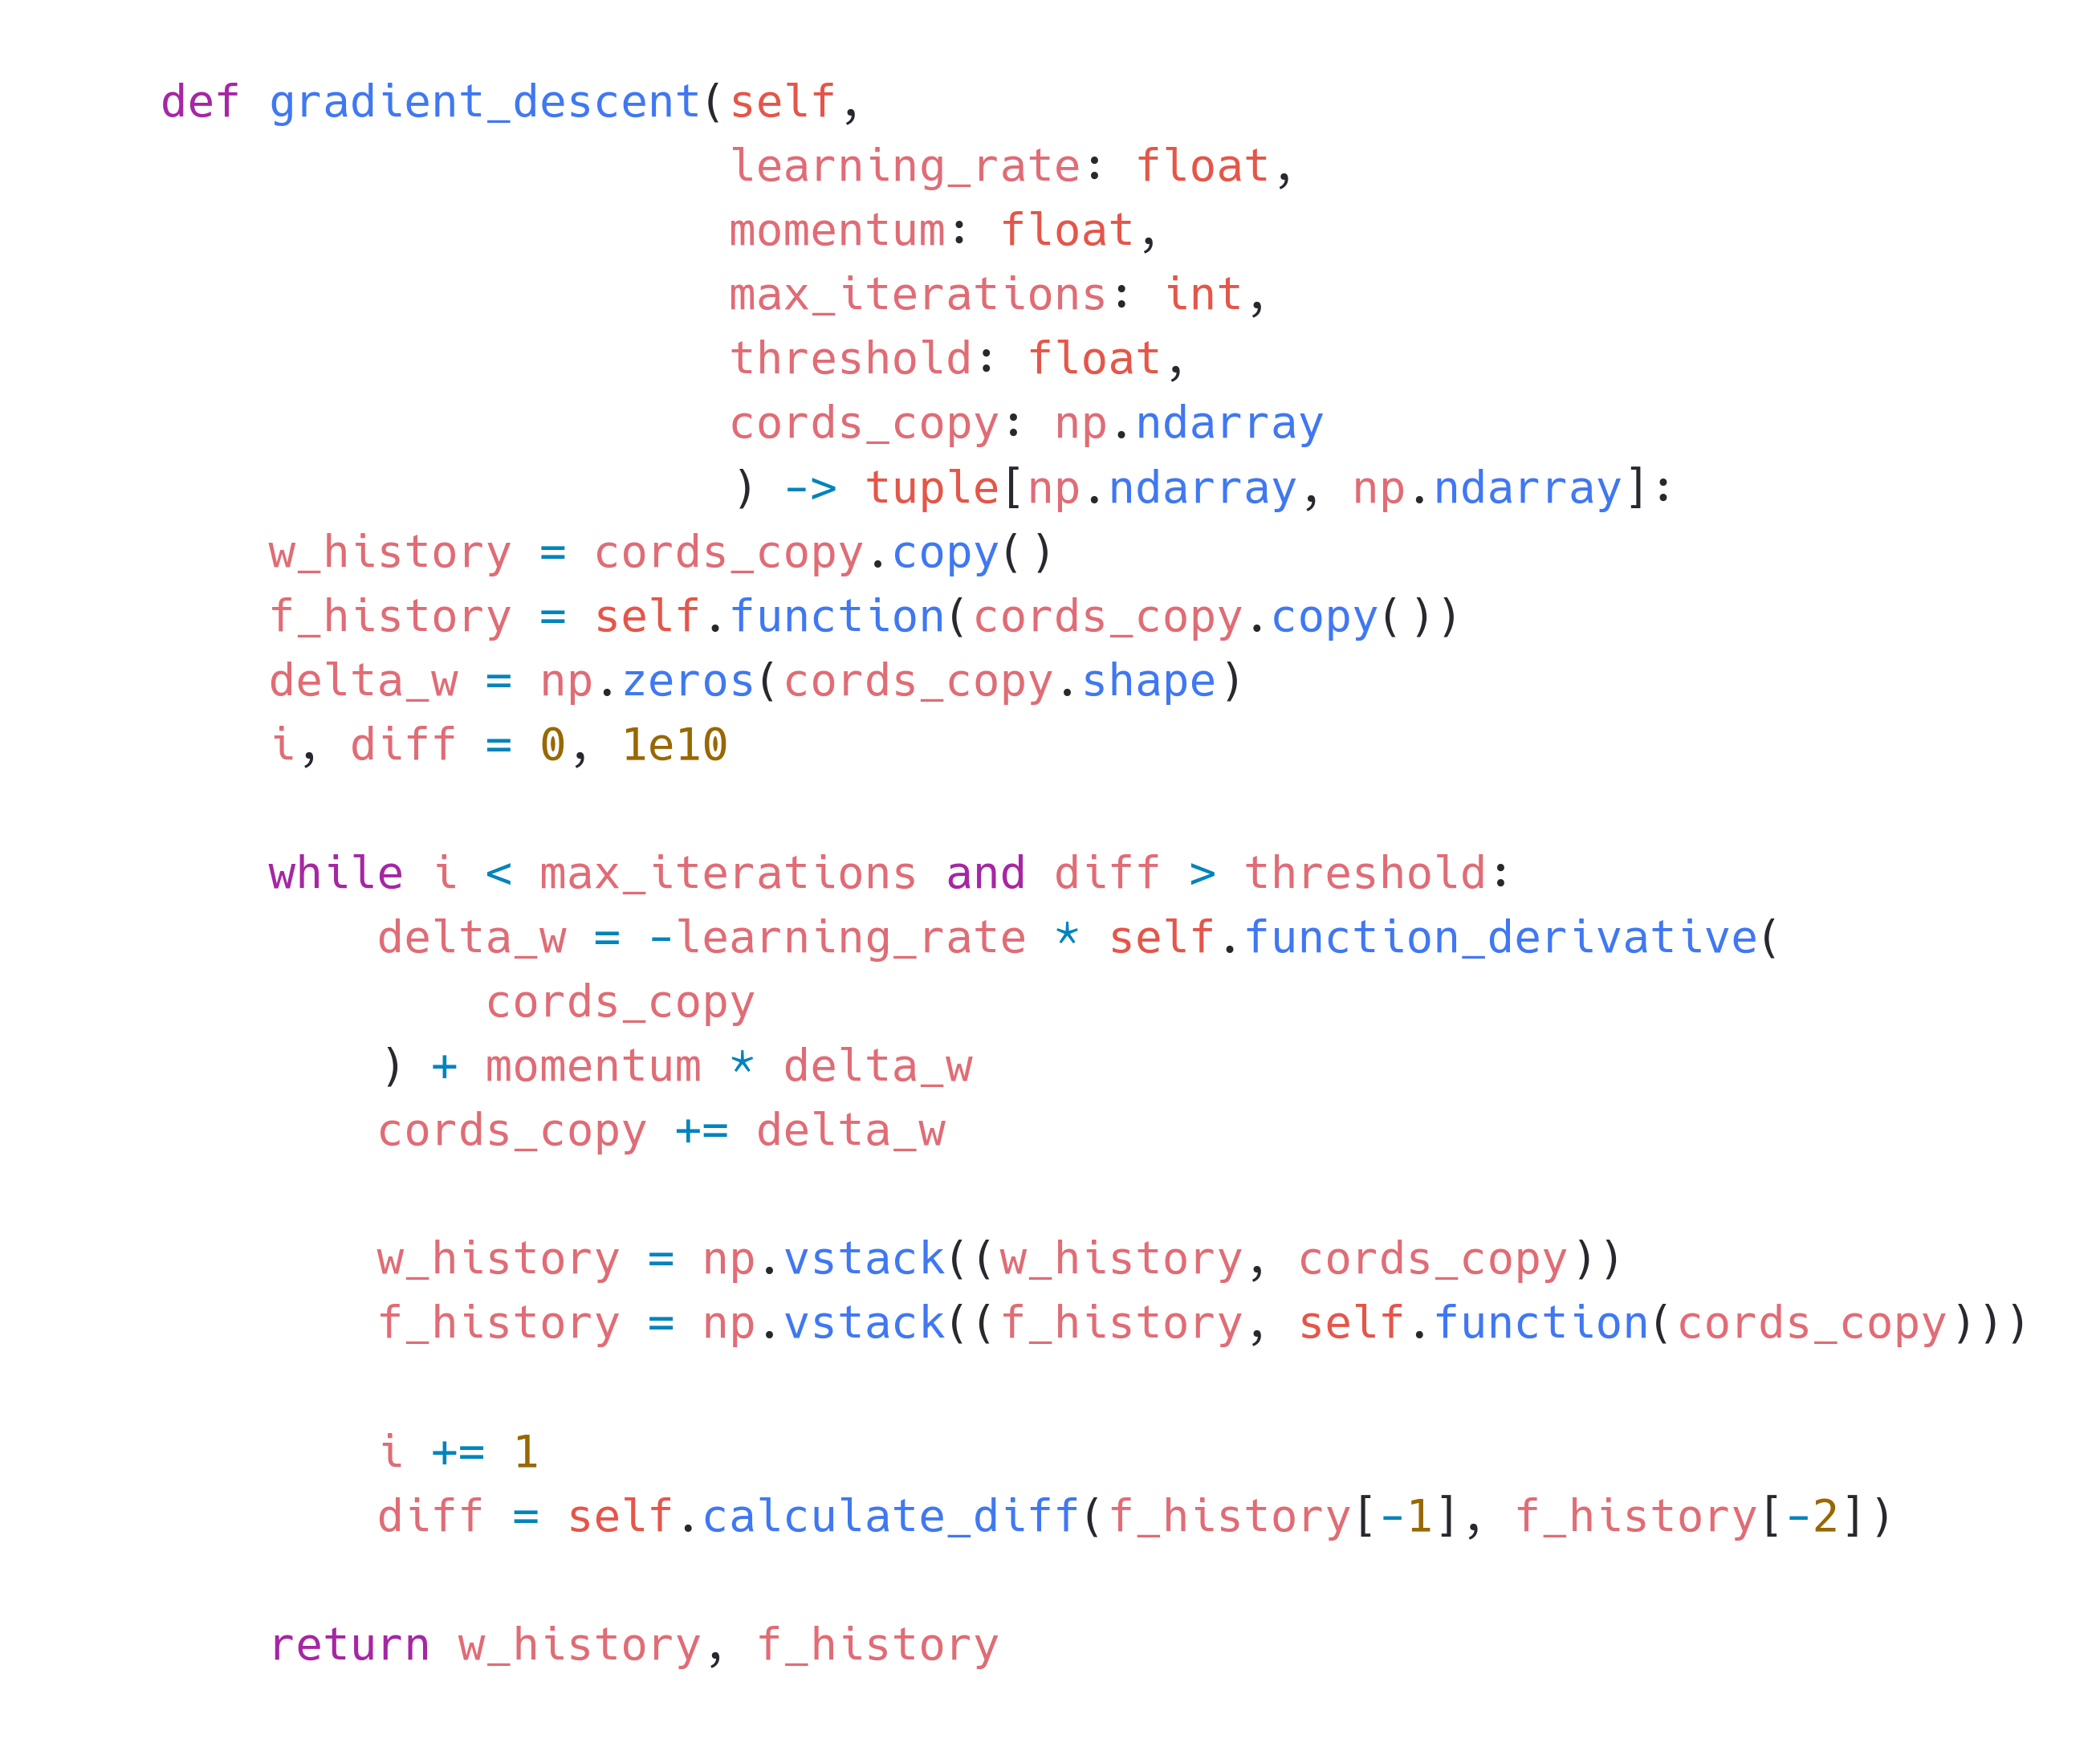 def gradient_descent(self,
                     learning_rate: float,
                     momentum: float,
                     max_iterations: int,
                     threshold: float,
                     cords_copy: np.ndarray
                     ) -> tuple[np.ndarray, np.ndarray]:
    w_history = cords_copy.copy()
    f_history = self.function(cords_copy.copy())
    delta_w = np.zeros(cords_copy.shape)
    i, diff = 0, 1e10

    while i < max_iterations and diff > threshold:
        delta_w = -learning_rate * self.function_derivative(
            cords_copy
        ) + momentum * delta_w
        cords_copy += delta_w

        w_history = np.vstack((w_history, cords_copy))
        f_history = np.vstack((f_history, self.function(cords_copy)))

        i += 1
        diff = self.calculate_diff(f_history[-1], f_history[-2])

    return w_history, f_history